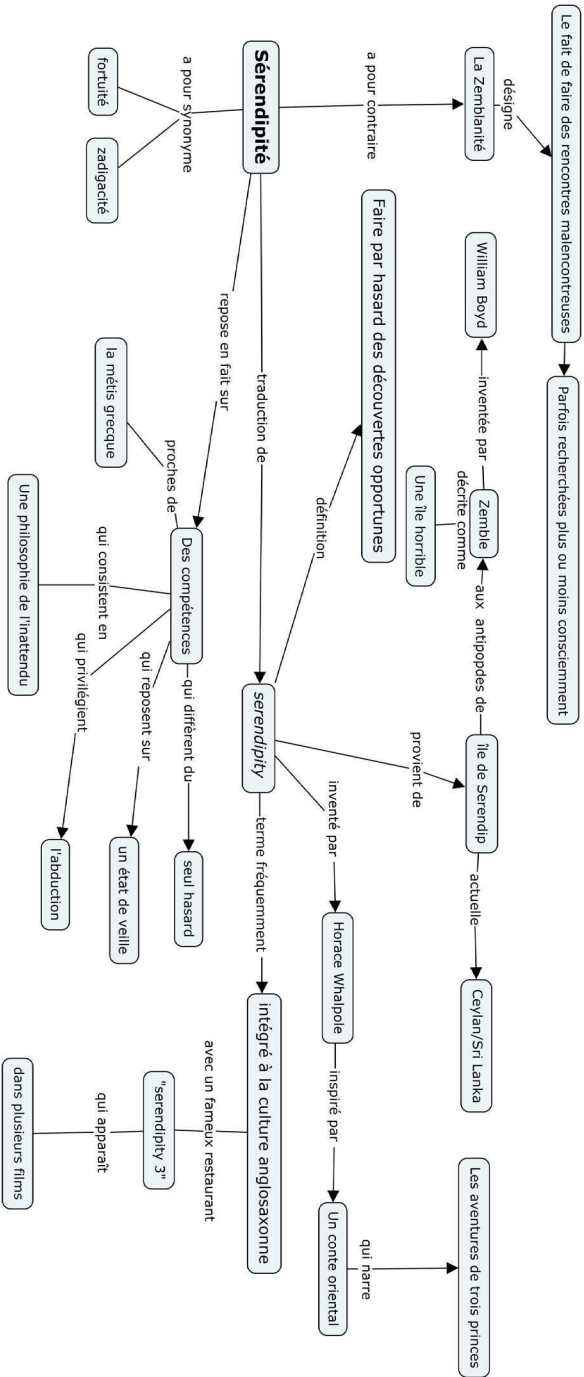 Le fait de faire des rencontres malencontreuses
Parfois recherchées plus ou moins consciemment
désigne
La Zemblanité
William Boyd
inventée par
Zemble
aux antipopdes de
île de Serendip
actuelle
Ceylan/Sri Lanka
Les aventures de trois princes
décrite comme
Une île horrible
provient de
a pour contraire
Faire par hasard des découvertes opportunes
qui narre
définition
inventé par
Horace Whalpole
inspiré par
Un conte oriental
Sérendipité
traduction de
serendipity
terme fréquemment
intégré à la culture anglosaxonne
repose en fait sur
avec un fameux restaurant
a pour synonyme
Des compétences
qui diffèrent du
seul hasard
proches de
"serendipity 3"
fortuité
zadigacité
la métis grecque
qui reposent sur
un état de veille
qui consistent en
qui apparaît
qui privilégient
Une philosophie de l'inattendu
l'abduction
dans plusieurs films